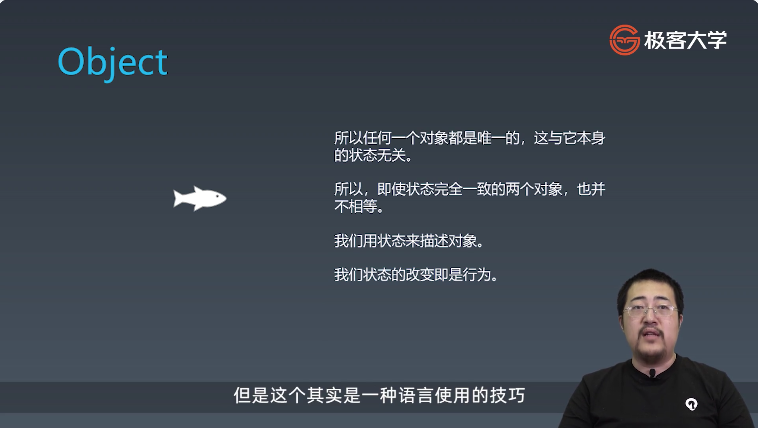 Object
极客大学
所以任何一个对象都是唯一的，这与它本身
的状态无关。
所以，即使状态完全一致的两个对象，也并
不相等。
我们用状态来描述对象。
我们状态的改变即是行为。
但是这个其实是一种语言使用的技巧